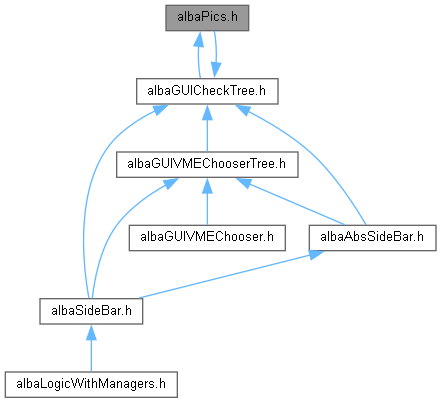 albaPics.h
albaGUICheckTree.h
albaGUIVMEChooserTree.h
albaGUIVMEChooser.h
albaAbsSideBar.h
albaSideBar.h
albaLogicWithManagers.h